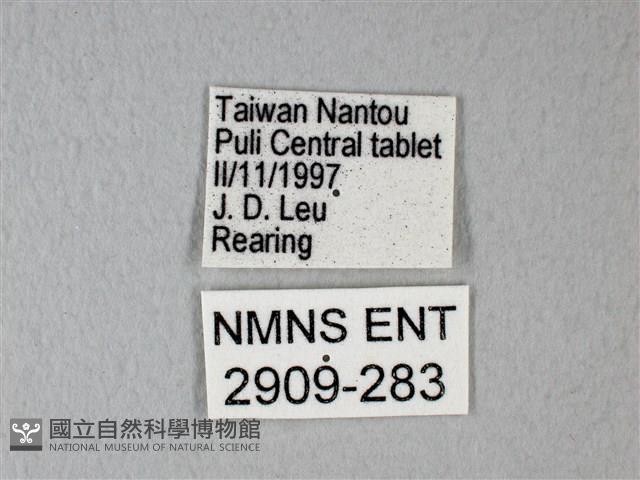 Taiwan Nantou
Puli Central tablet
II/11/1997
J. D. Leu
Rearing
NMNS ENT
2909-283
國立自然科學博物館
NATIONAL MUSEUM OF NATURAL SCIENCE